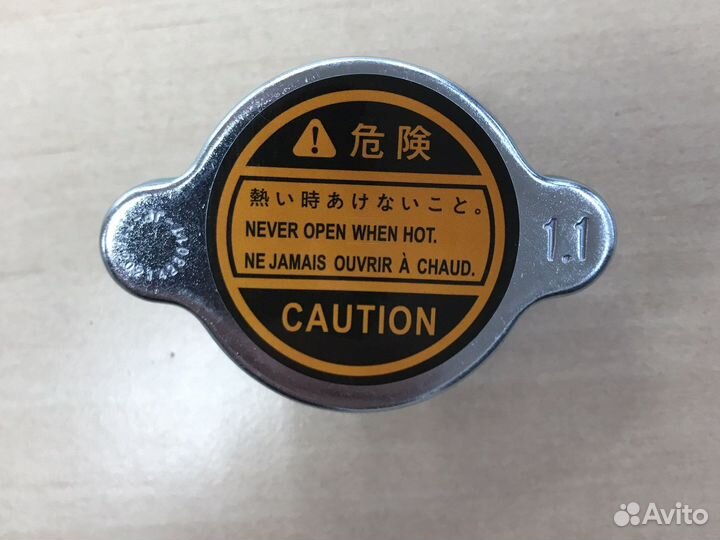 危険
熱い時あけないこと。
NEVER OPEN WHEN HOT.
NE JAMAIS OUVRIR À CHAUD.
CAUTION
1.1
Avito